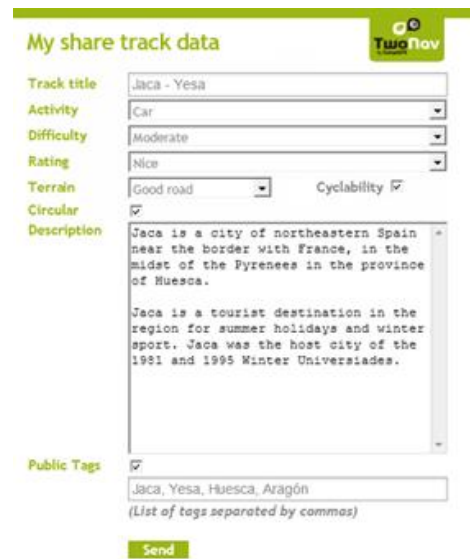 My share track data
TwoNav
Track title
Jaca - Yesa
Activity
Car
Difficulty
Moderate
Rating
Nice
Terrain
Good road
Cyclability
Circular
Description
Jaca is a city of northeastern Spain
near the border with France, in the
midst of the Pyrenees in the province
of Huesca.
Jaca is a tourist destination in the
region for summer holidays and winter
sport. Jaca was the host city of the
1981 and 1995 Winter Universiades.
Public Tags
Jaca, Yesa, Huesca, Aragón
(List of tags separated by commas)
Send